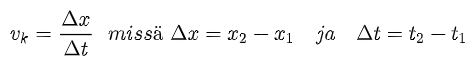 v_k = Δx/Δt missä Δx = x_2 − x_1 ja Δt = t_2 − t_1